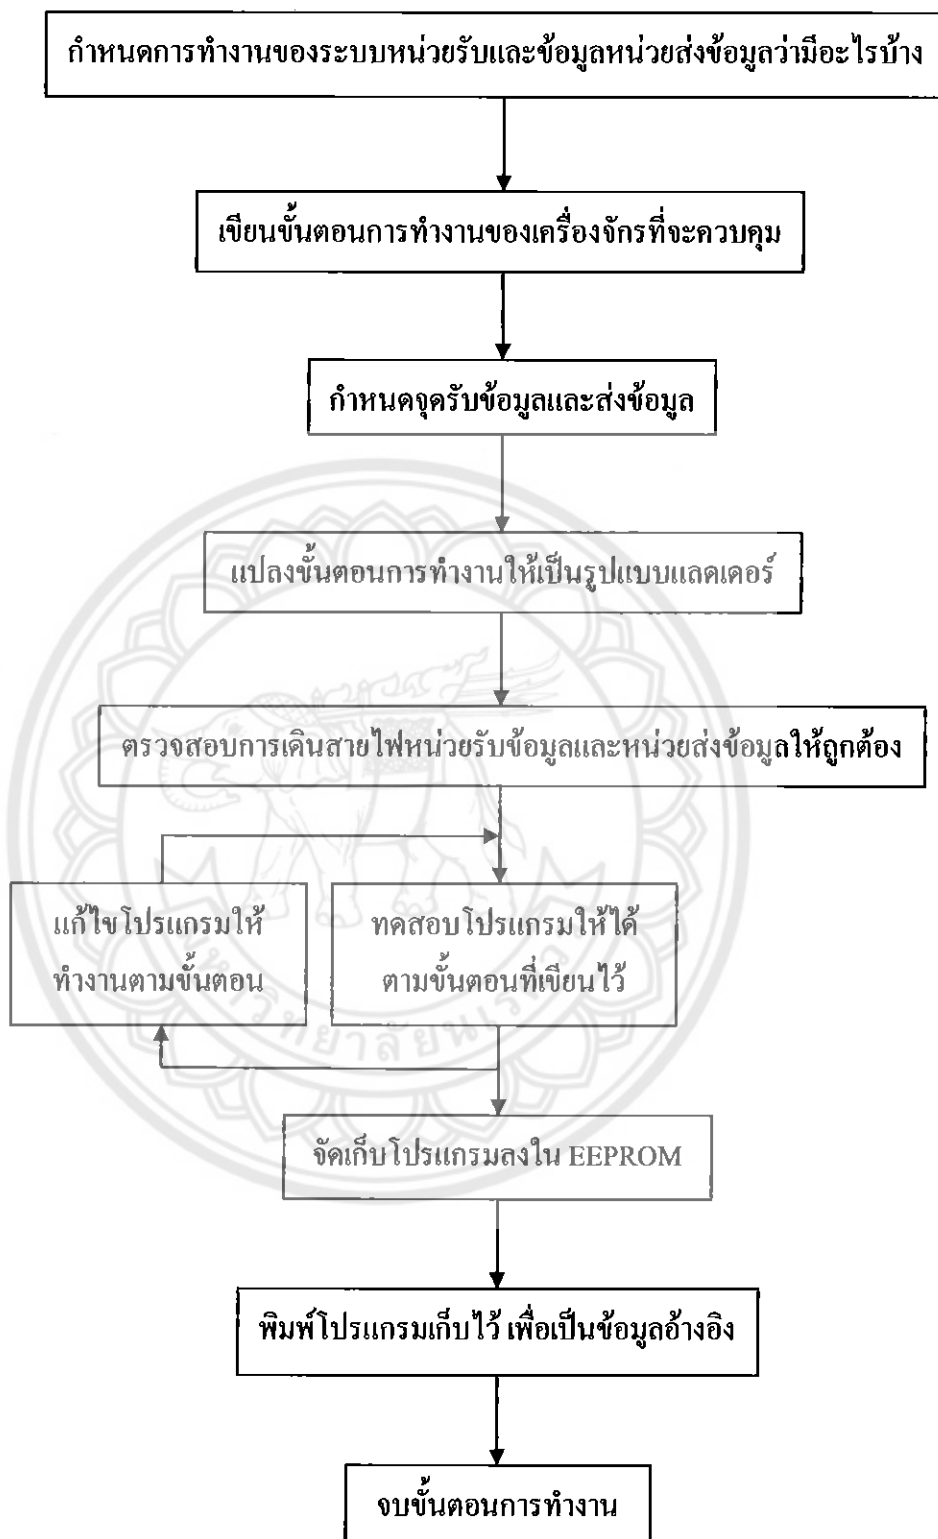 กำหนดการทำงานของระบบหน่วยรับและข้อมูลหน่วยส่งข้อมูลว่ามีอะไรบ้าง
เขียนขั้นตอนการทำงานของเครื่องจักรที่จะควบคุม
กำหนดจุดรับข้อมูลและส่งข้อมูล
แปลงขั้นตอนการทำงานให้เป็นรูปแบบแลดเดอร์
ตรวจสอบการเดินสายไฟหน่วยรับข้อมูลและหน่วยส่งข้อมูลให้ถูกต้อง
แก้ไขโปรแกรมให้
ทำงานตามขั้นตอน
ทดสอบโปรแกรมให้ได้
ตามขั้นตอนที่เขียนไว้
มหาวิทยาลัยนเรศวร
จัดเก็บโปรแกรมลงใน EEPROM
พิมพ์โปรแกรมเก็บไว้ เพื่อเป็นข้อมูลอ้างอิง
จบขั้นตอนการทำงาน